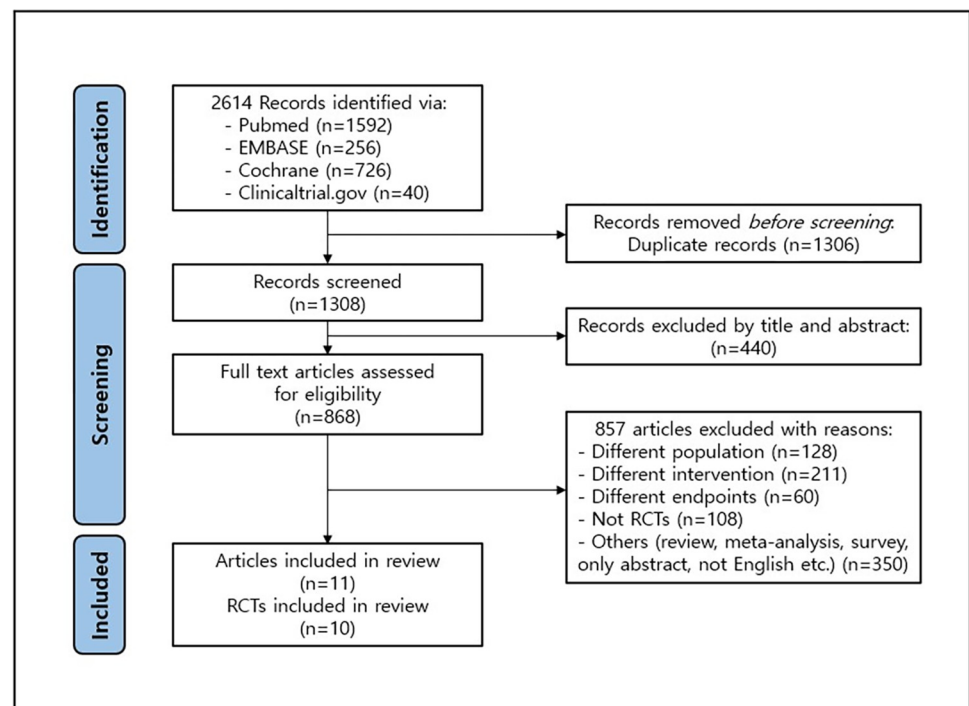 Identification
2614 Records identified via:
- Pubmed (n=1592)
- EMBASE (n=256)
- Cochrane (n=726)
- Clinicaltrial.gov (n=40)
Records removed before screening:
Duplicate records (n=1306)
Screening
Records screened
(n=1308)
Records excluded by title and abstract:
(n=440)
Full text articles assessed
for eligibility
(n=868)
857 articles excluded with reasons:
- Different population (n=128)
- Different intervention (n=211)
- Different endpoints (n=60)
- Not RCTs (n=108)
- Others (review, meta-analysis, survey,
only abstract, not English etc.) (n=350)
Included
Articles included in review
(n=11)
RCTs included in review
(n=10)